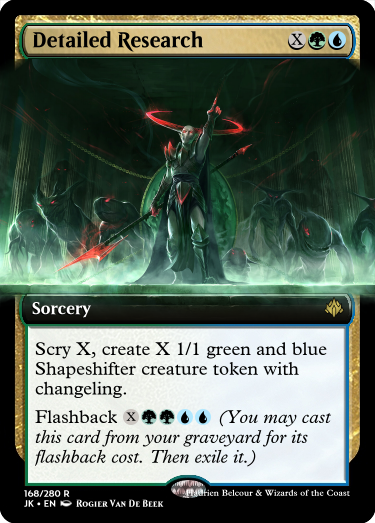 Detailed Research X
Sorcery
Scry X, create X 1/1 green and blue
Shapeshifter creature token with
changeling.
Flashback X (You may cast
this card from your graveyard for its
flashback cost. Then exile it.)
168/280 R
JK • EN Rogier Van De Beek
Hadrien Belcour & Wizards of the Coast